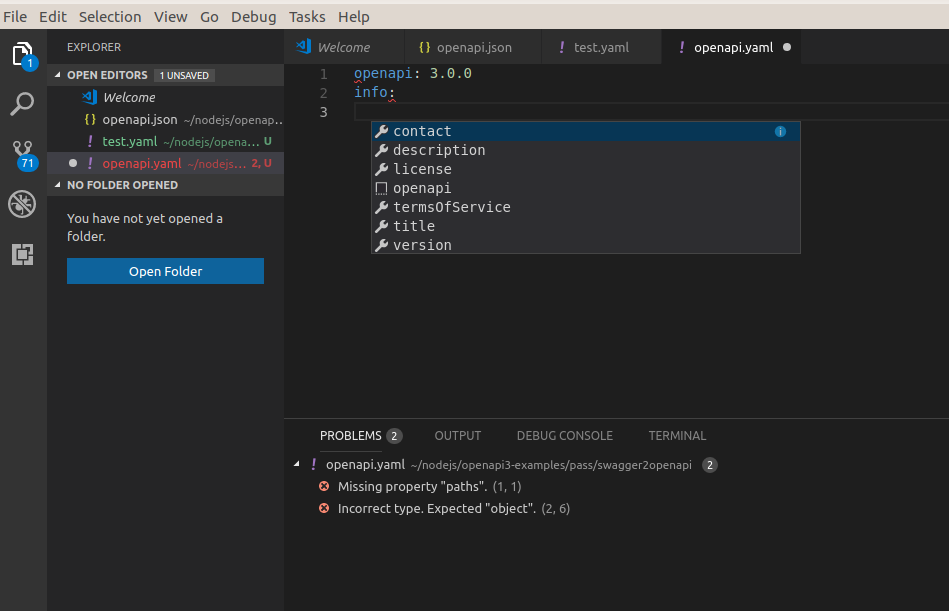 File Edit Selection View Go Debug Tasks Help
EXPLORER
OPEN EDITORS 1 UNSAVED
Welcome
{} openapi.json ~/nodejs/openap...
! test.yaml ~/nodejs/opena... U
! openapi.yaml ~/nodejs... 2, U
NO FOLDER OPENED
You have not yet opened a
folder.
Open Folder
1
71
Welcome {} openapi.json ! test.yaml ! openapi.yaml
1 openapi: 3.0.0
2 info:
3
contact
description
license
openapi
termsOfService
title
version
PROBLEMS 2 OUTPUT DEBUG CONSOLE TERMINAL
! openapi.yaml ~/nodejs/openapi3-examples/pass/swagger2openapi 2
Missing property "paths". (1, 1)
Incorrect type. Expected "object". (2, 6)